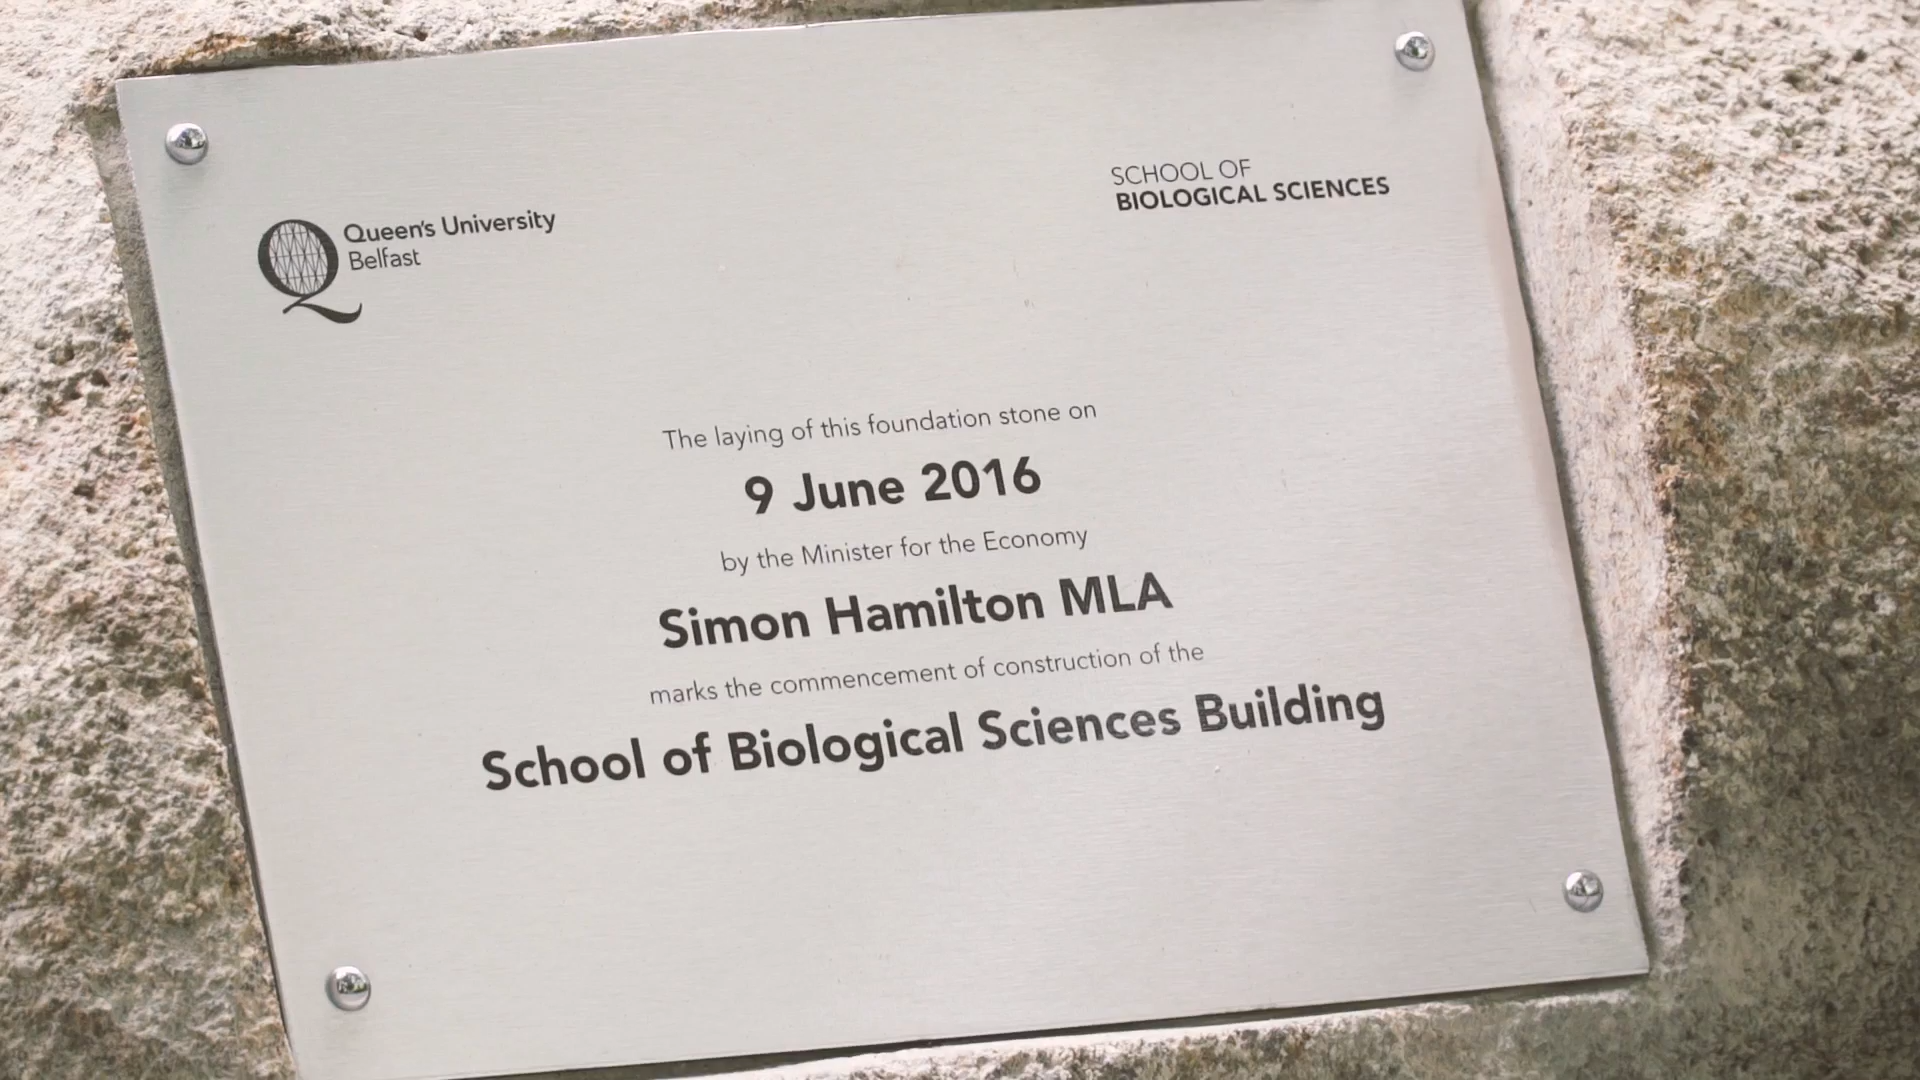 Queen's University
Belfast
SCHOOL OF
BIOLOGICAL SCIENCES
The laying of this foundation stone on
9 June 2016
by the Minister for the Economy
Simon Hamilton MLA
marks the commencement of construction of the
School of Biological Sciences Building